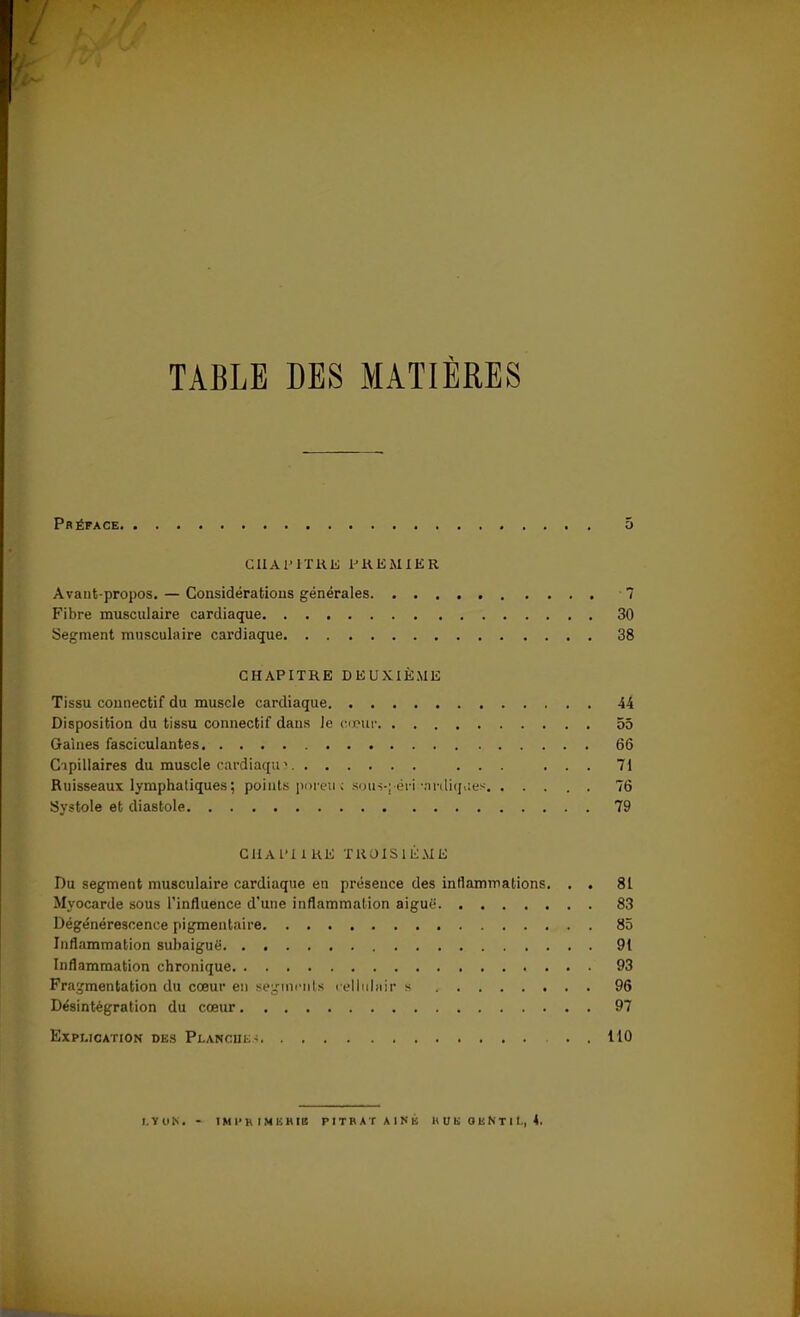 TABLE DES MATIÈRES
PRÉFACE. . . . . . . . . . . . . . . . . . . . . . . 5
CHAPITRE PREMIER
Avant-propos. — Considérations générales. . . . . . . . . . . 7
Fibre musculaire cardiaque. . . . . . . . . . . . . . . . 30
Segment musculaire cardiaque. . . . . . . . . . . . . . . 38
CHAPITRE DEUXIÈME
Tissu connectif du muscle cardiaque. . . . . . . . . . . . . 44
Disposition du tissu connectif dans le cœur. . . . . . . . . . . 55
Gaînes fasciculantes. . . . . . . . . . . . . . . . . . . 66
Capillaires du muscle cardiaque. . . . . . . . . . . . . 71
Ruisseaux lymphatiques; points poreux sous-péricardiques. . . . . . 76
Systole et diastole. . . . . . . . . . . . . . . . . . . . 79
CHAPITRE TROISIÈME
Du segment musculaire cardiaque en présence des inflammations. . . 81
Myocarde sous l'influence d'une inflammation aiguë. . . . . . . . 83
Dégénérescence pigmentaire. . . . . . . . . . . . . . . . 85
Inflammation subaiguë. . . . . . . . . . . . . . . . . . 91
Inflammation chronique. . . . . . . . . . . . . . . . . . 93
Fragmentation du cœur en segments cellulair s . . . . . . . . 96
Désintégration du cœur. . . . . . . . . . . . . . . . . . 97
EXPLICATION DES PLANCHES. . . . . . . . . . . . . . . . . 110
LYON. - IMPRIMERIE PITRAT AINÉ RUE GENTIL, 4.